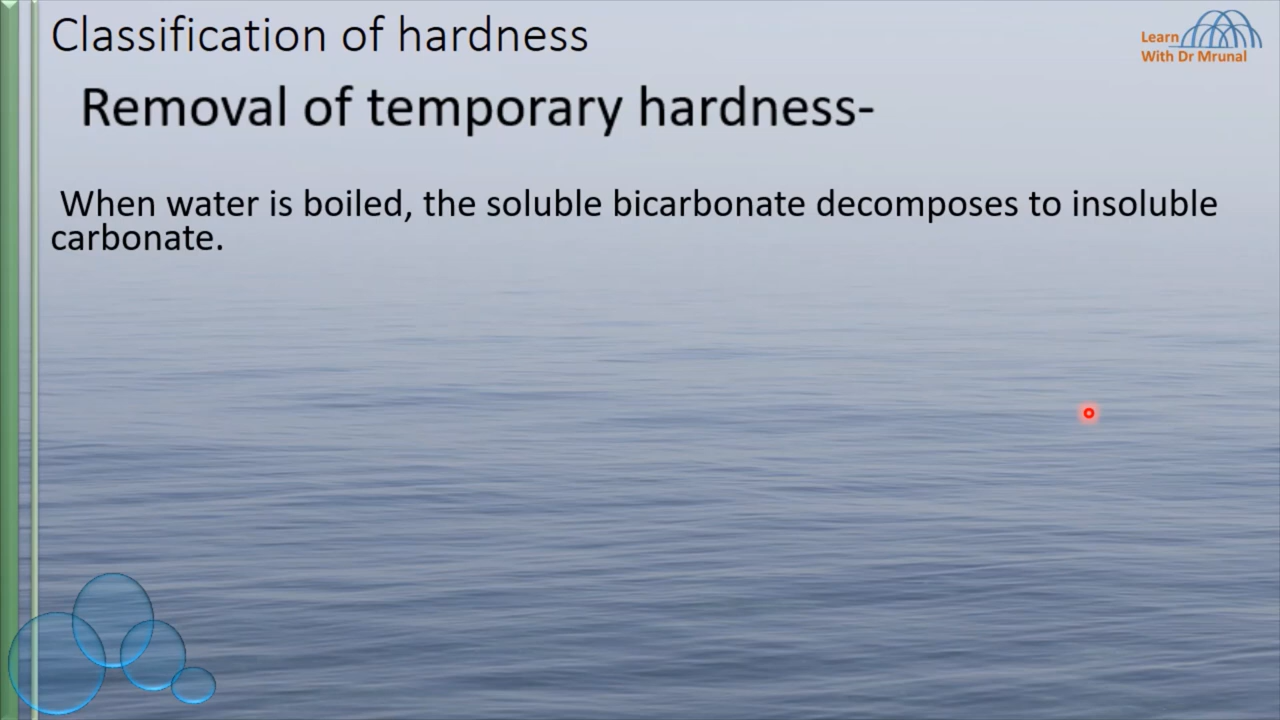 Classification of hardness
Learn
With Dr Mrunal
Removal of temporary hardness-
When water is boiled, the soluble bicarbonate decomposes to insoluble
carbonate.